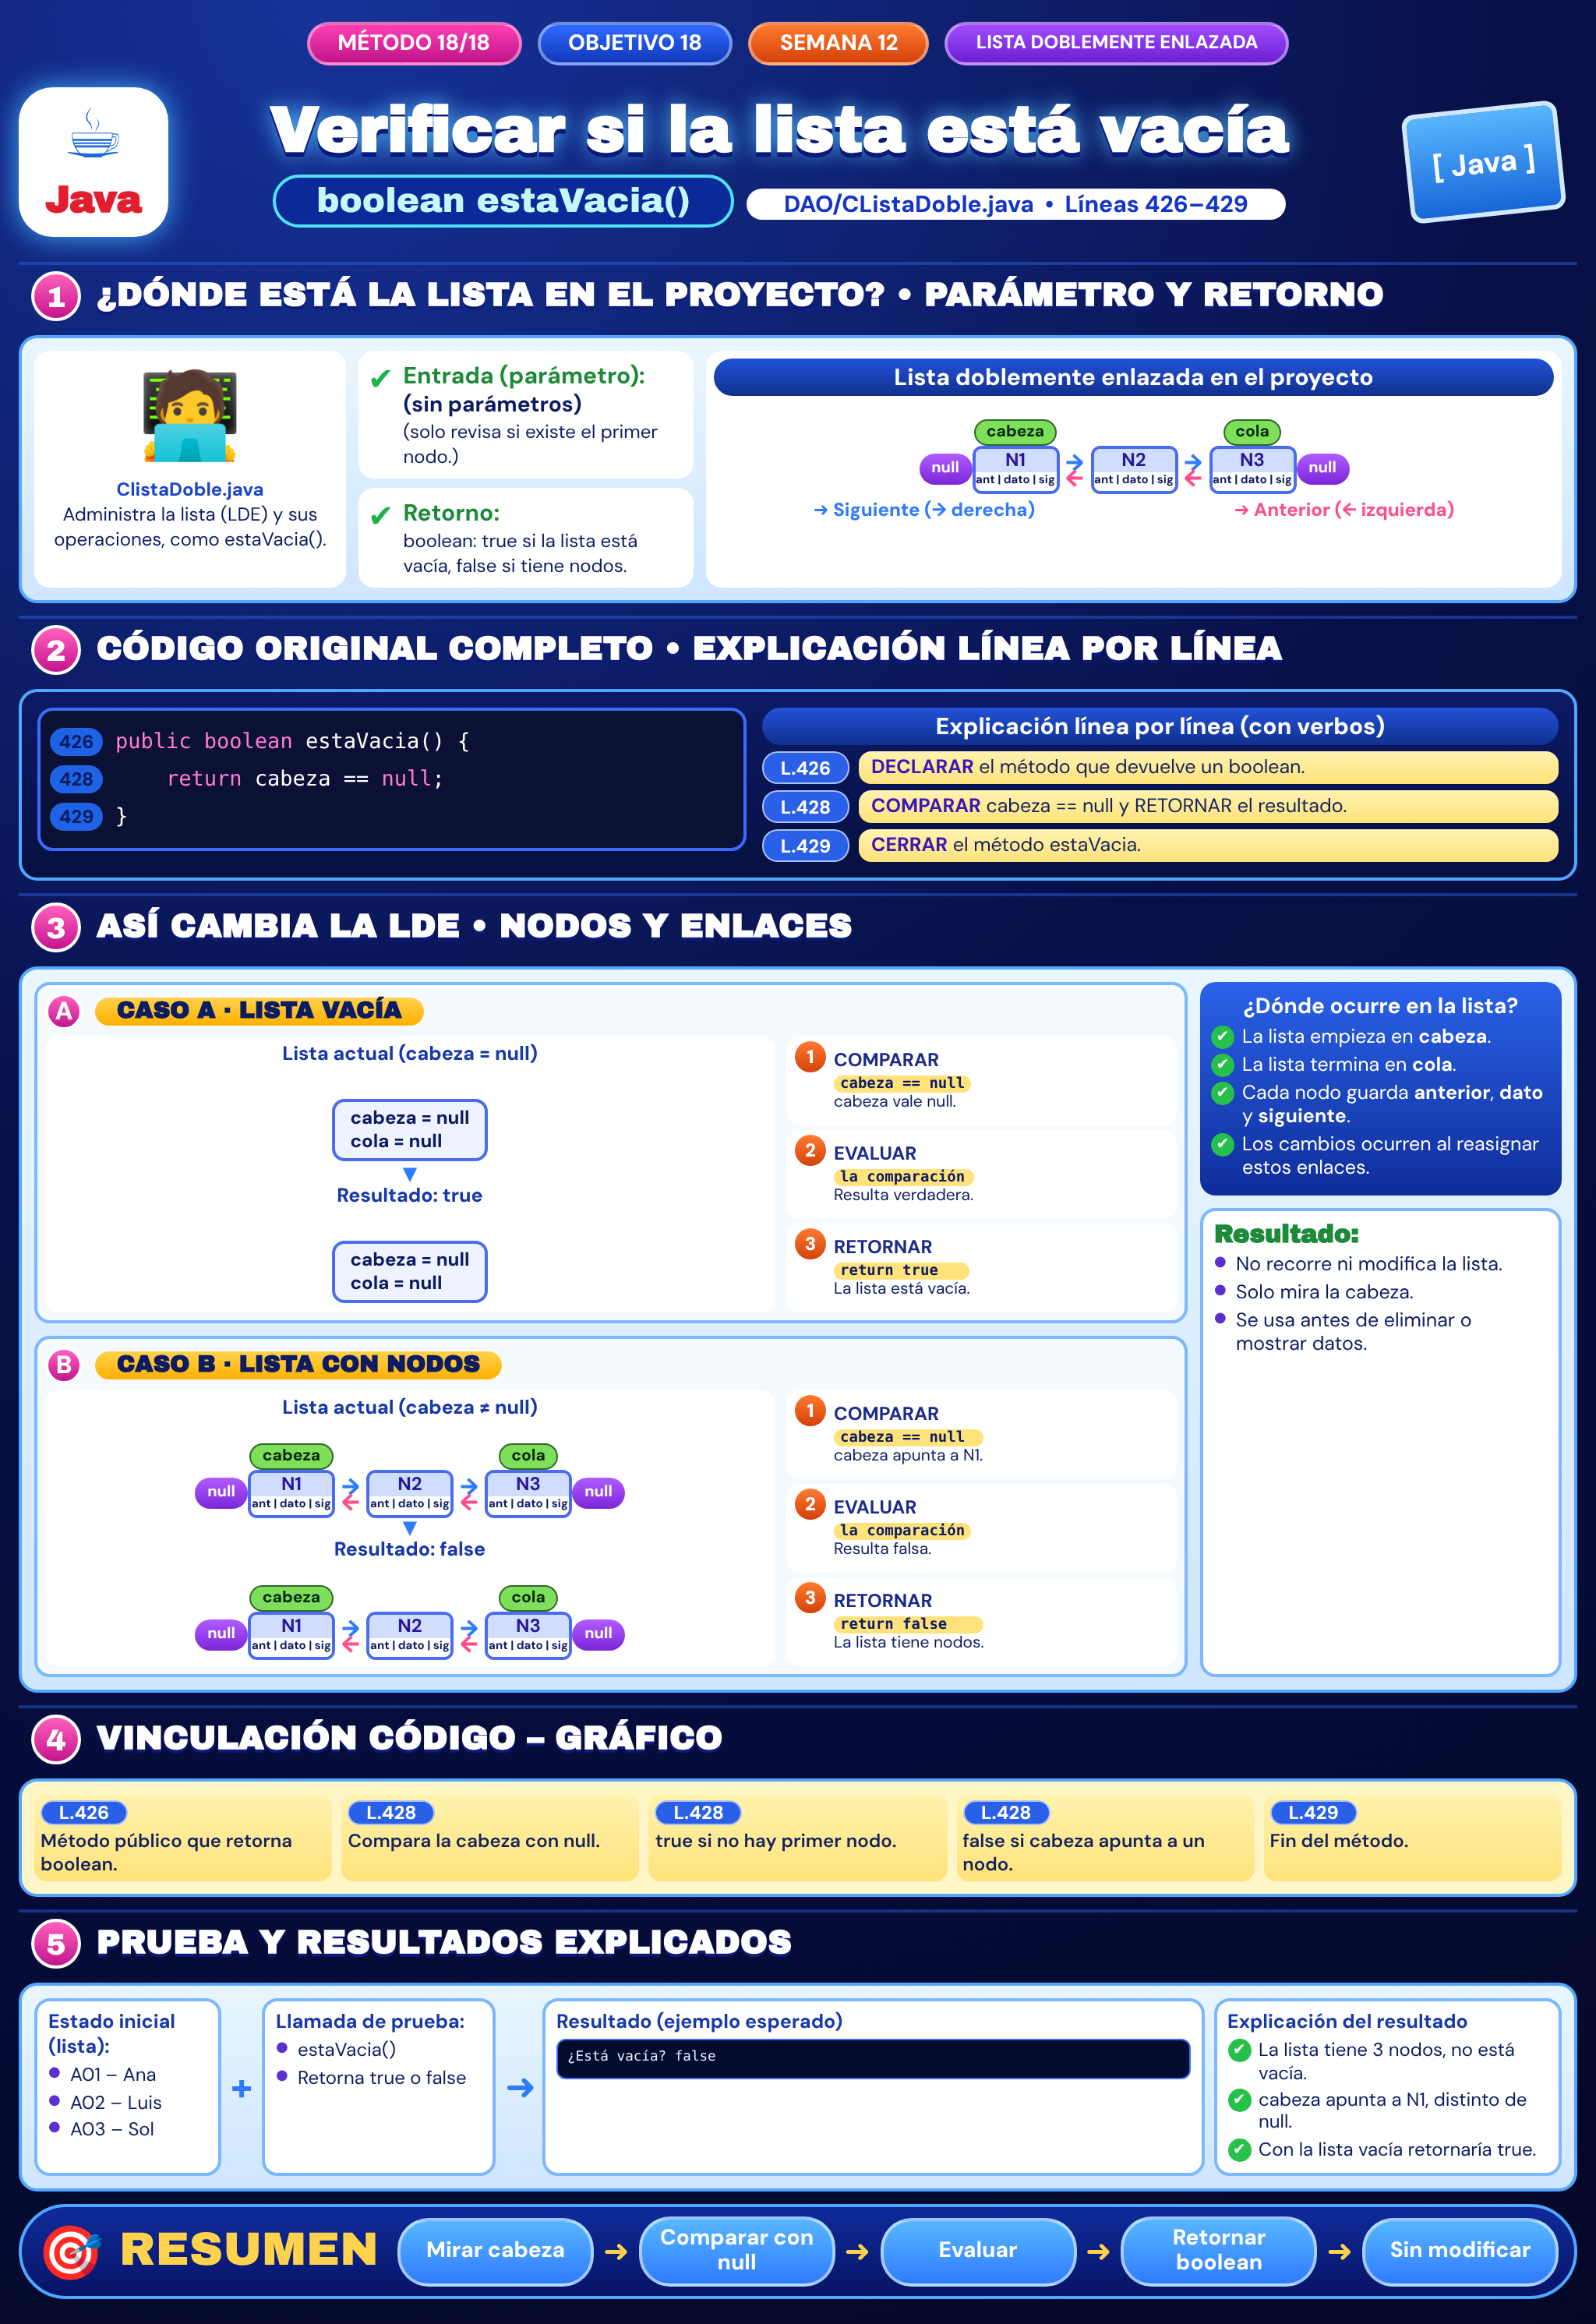 MÉTODO 18/18
OBJETIVO 18
SEMANA 12
LISTA DOBLEMENTE ENLAZADA
Java
Verificar si la lista está vacía
boolean estaVacia()
DAO/CListaDoble.java • Líneas 426–429
[ Java ]
1 ¿DÓNDE ESTÁ LA LISTA EN EL PROYECTO? • PARÁMETRO Y RETORNO
ClistaDoble.java
Administra la lista (LDE) y sus
operaciones, como estaVacia().
✔ Entrada (parámetro):
(sin parámetros)
(solo revisa si existe el primer
nodo.)
✔ Retorno:
boolean: true si la lista está
vacía, false si tiene nodos.
Lista doblemente enlazada en el proyecto
cabeza
cola
null
N1
N2
N3
null
ant | dato | sig
ant | dato | sig
ant | dato | sig
→ Siguiente (→ derecha)
→ Anterior (← izquierda)
2 CÓDIGO ORIGINAL COMPLETO • EXPLICACIÓN LÍNEA POR LÍNEA
426 public boolean estaVacia() {
428 return cabeza == null;
429 }
Explicación línea por línea (con verbos)
L.426 DECLARAR el método que devuelve un boolean.
L.428 COMPARAR cabeza == null y RETORNAR el resultado.
L.429 CERRAR el método estaVacia.
3 ASÍ CAMBIA LA LDE • NODOS Y ENLACES
A CASO A · LISTA VACÍA
Lista actual (cabeza = null)
cabeza = null
cola = null
▼
Resultado: true
cabeza = null
cola = null
1 COMPARAR
cabeza == null
cabeza vale null.
2 EVALUAR
la comparación
Resulta verdadera.
3 RETORNAR
return true
La lista está vacía.
B CASO B · LISTA CON NODOS
Lista actual (cabeza ≠ null)
cabeza
cola
null
N1
N2
N3
null
ant | dato | sig
ant | dato | sig
ant | dato | sig
▼
Resultado: false
cabeza
cola
null
N1
N2
N3
null
ant | dato | sig
ant | dato | sig
ant | dato | sig
1 COMPARAR
cabeza == null
cabeza apunta a N1.
2 EVALUAR
la comparación
Resulta falsa.
3 RETORNAR
return false
La lista tiene nodos.
¿Dónde ocurre en la lista?
✔ La lista empieza en cabeza.
✔ La lista termina en cola.
✔ Cada nodo guarda anterior, dato
y siguiente.
✔ Los cambios ocurren al reasignar
estos enlaces.
Resultado:
• No recorre ni modifica la lista.
• Solo mira la cabeza.
• Se usa antes de eliminar o
mostrar datos.
4 VINCULACIÓN CÓDIGO – GRÁFICO
L.426
Método público que retorna
boolean.
L.428
Compara la cabeza con null.
L.428
true si no hay primer nodo.
L.428
false si cabeza apunta a un
nodo.
L.429
Fin del método.
5 PRUEBA Y RESULTADOS EXPLICADOS
Estado inicial
(lista):
• A01 – Ana
• A02 – Luis
• A03 – Sol
+
Llamada de prueba:
• estaVacia()
• Retorna true o false
→
Resultado (ejemplo esperado)
¿Está vacía? false
Explicación del resultado
✔ La lista tiene 3 nodos, no está
vacía.
✔ cabeza apunta a N1, distinto de
null.
✔ Con la lista vacía retornaría true.
RESUMEN
Mirar cabeza
→
Comparar con
null
→
Evaluar
→
Retornar
boolean
→
Sin modificar